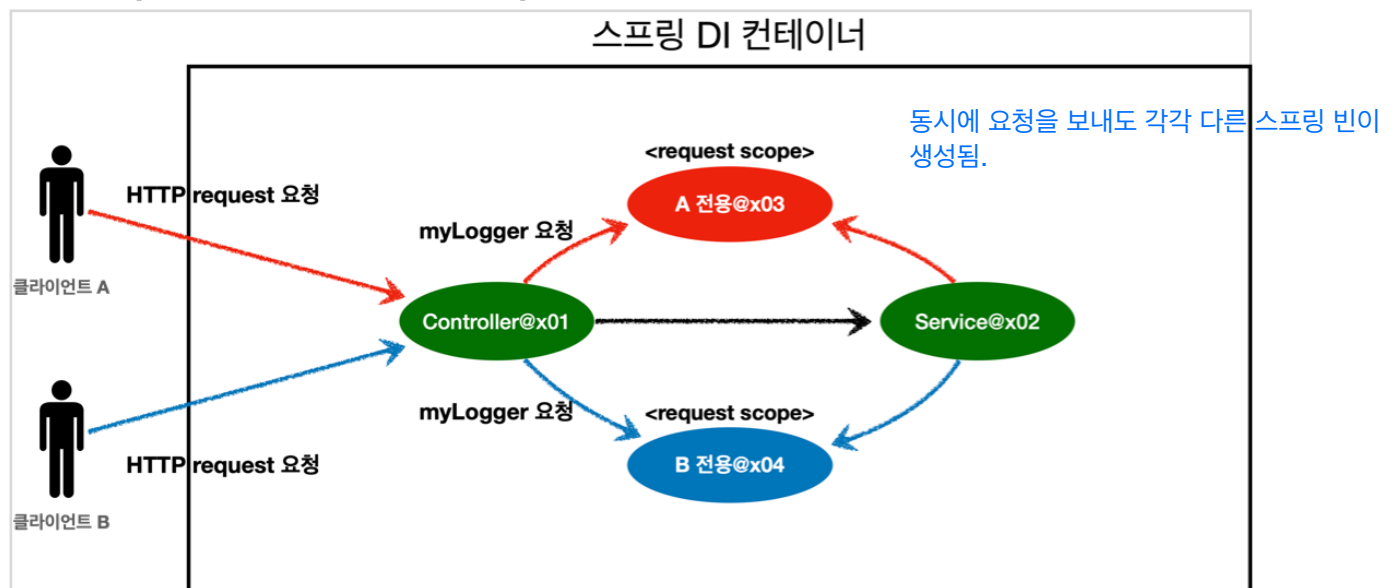 스프링 DI 컨테이너
동시에 요청을 보내도 각각 다른 스프링 빈이
생성됨.
<request scope>
HTTP request 요청
A 전용@x03
myLogger 요청
클라이언트 A
Controller@x01
Service@x02
myLogger 요청
<request scope>
HTTP request 요청
B 전용@x04
클라이언트 B